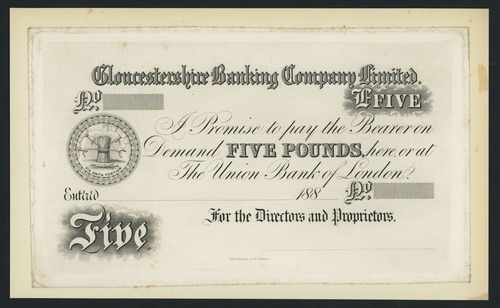 Gloucestershire Banking Company Limited.
No.
£FIVE
I Promise to pay the Bearer on
Demand FIVE POUNDS, here, or at
The Union Bank of London.
Enterd
188
No.
Five
For the Directors and Proprietors.